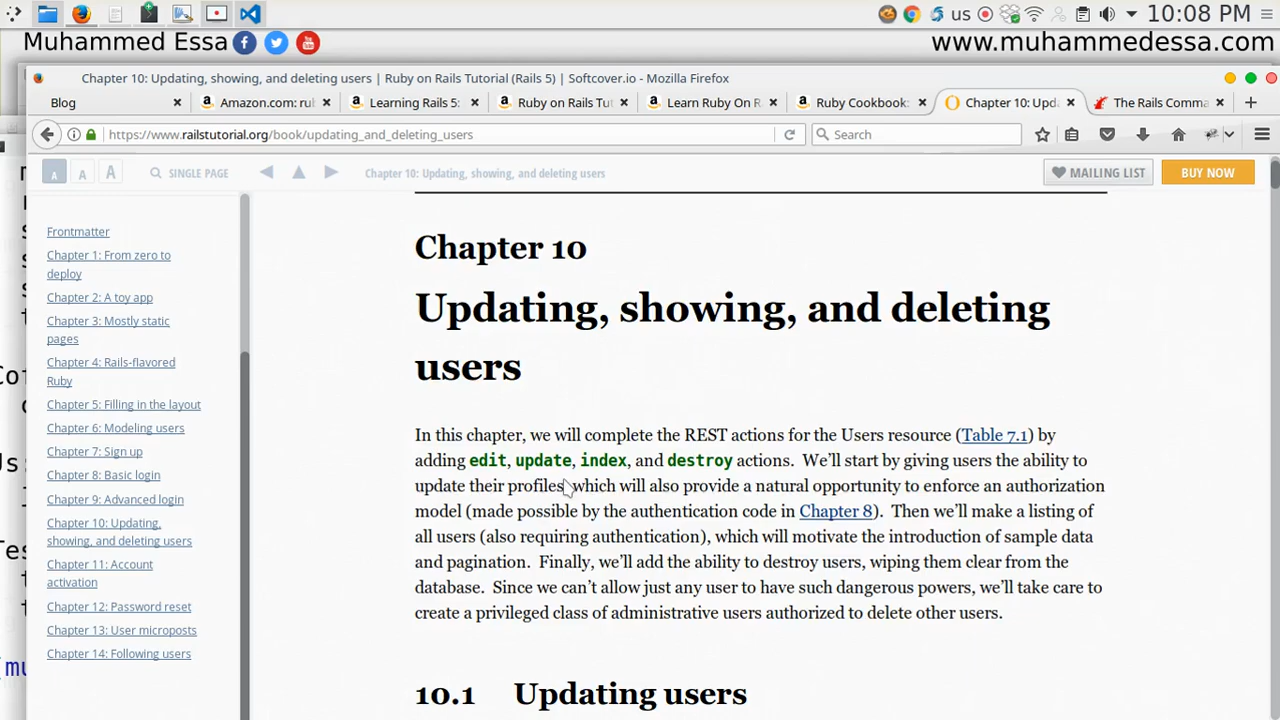 us 10:08 PM
Muhammed Essa www.muhammedessa.com
Chapter 10: Updating, showing, and deleting users | Ruby on Rails Tutorial (Rails 5) | Softcover.io - Mozilla Firefox
Blog Amazon.com: rub Learning Rails 5: Ruby on Rails Tut Learn Ruby On R Ruby Cookbook: Chapter 10: Upda The Rails Comma
https://www.railstutorial.org/book/updating_and_deleting_users Search
A A A SINGLE PAGE Chapter 10: Updating, showing, and deleting users MAILING LIST BUY NOW
Frontmatter
Chapter 1: From zero to
deploy
Chapter 2: A toy app
Chapter 3: Mostly static
pages
Chapter 4: Rails-flavored
Ruby
Chapter 5: Filling in the layout
Chapter 6: Modeling users
Chapter 7: Sign up
Chapter 8: Basic login
Chapter 9: Advanced login
Chapter 10: Updating,
showing, and deleting users
Chapter 11: Account
activation
Chapter 12: Password reset
Chapter 13: User microposts
Chapter 14: Following users
Chapter 10
Updating, showing, and deleting
users
In this chapter, we will complete the REST actions for the Users resource (Table 7.1) by
adding edit, update, index, and destroy actions. We'll start by giving users the ability to
update their profiles, which will also provide a natural opportunity to enforce an authorization
model (made possible by the authentication code in Chapter 8). Then we'll make a listing of
all users (also requiring authentication), which will motivate the introduction of sample data
and pagination. Finally, we'll add the ability to destroy users, wiping them clear from the
database. Since we can't allow just any user to have such dangerous powers, we'll take care to
create a privileged class of administrative users authorized to delete other users.
10.1 Updating users